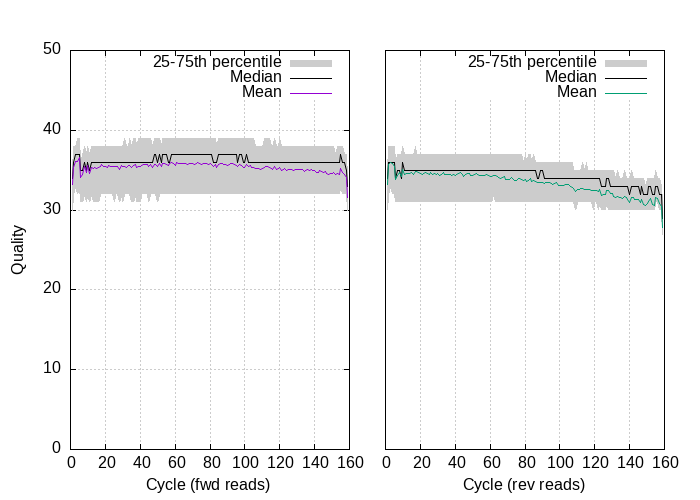 50
40
30
20
10
0
Quality
25-75th percentile
Median
Mean
0 20 40 60 80 100 120 140 160
Cycle (fwd reads)
25-75th percentile
Median
Mean
0 20 40 60 80 100 120 140 160
Cycle (rev reads)